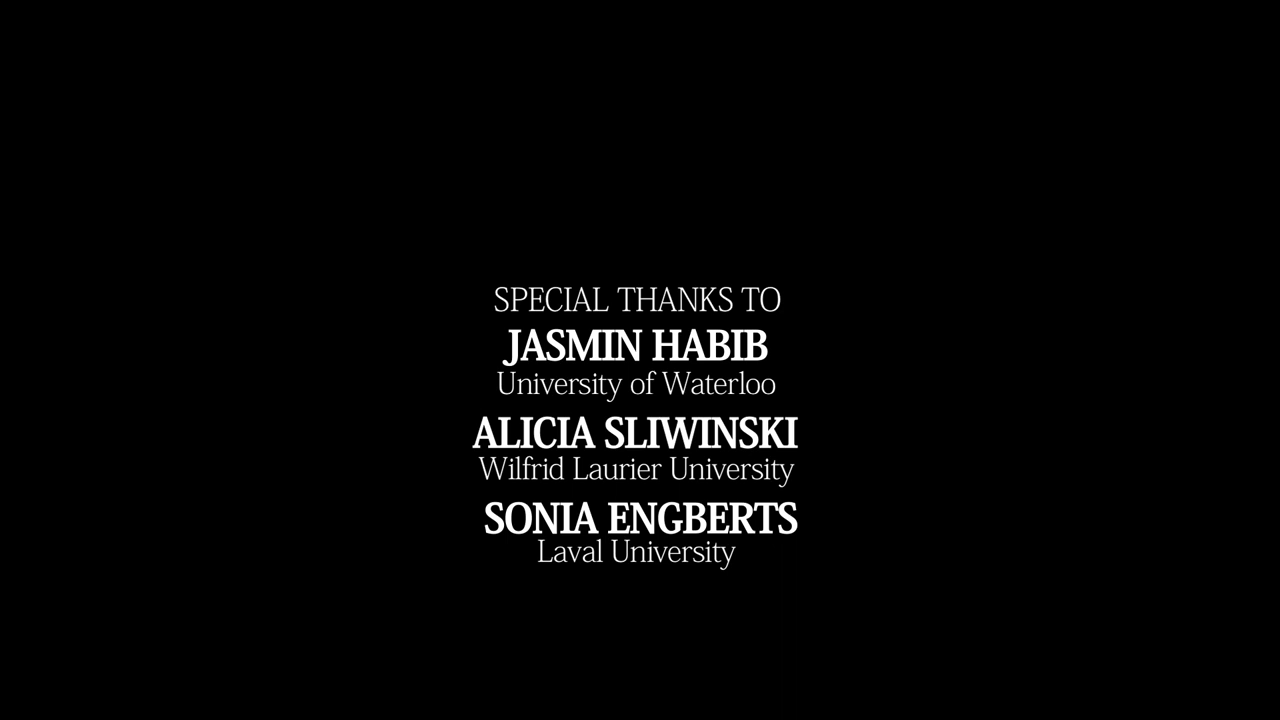 SPECIAL THANKS TO
JASMIN HABIB
University of Waterloo
ALICIA SLIWINSKI
Wilfrid Laurier University
SONIA ENGBERTS
Laval University